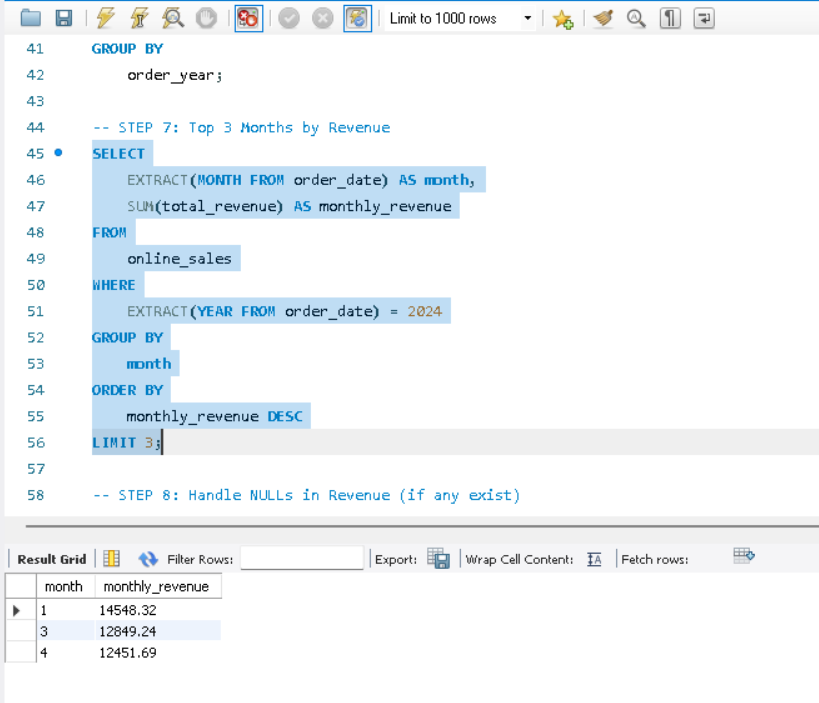 Limit to 1000 rows
41 GROUP BY
42 order_year;
43
44 -- STEP 7: Top 3 Months by Revenue
45 SELECT
46 EXTRACT(MONTH FROM order_date) AS month,
47 SUM(total_revenue) AS monthly_revenue
48 FROM
49 online_sales
50 WHERE
51 EXTRACT(YEAR FROM order_date) = 2024
52 GROUP BY
53 month
54 ORDER BY
55 monthly_revenue DESC
56 LIMIT 3;
57
58 -- STEP 8: Handle NULLs in Revenue (if any exist)
Result Grid Filter Rows: Export: Wrap Cell Content: Fetch rows:
month monthly_revenue
1 14548.32
3 12849.24
4 12451.69